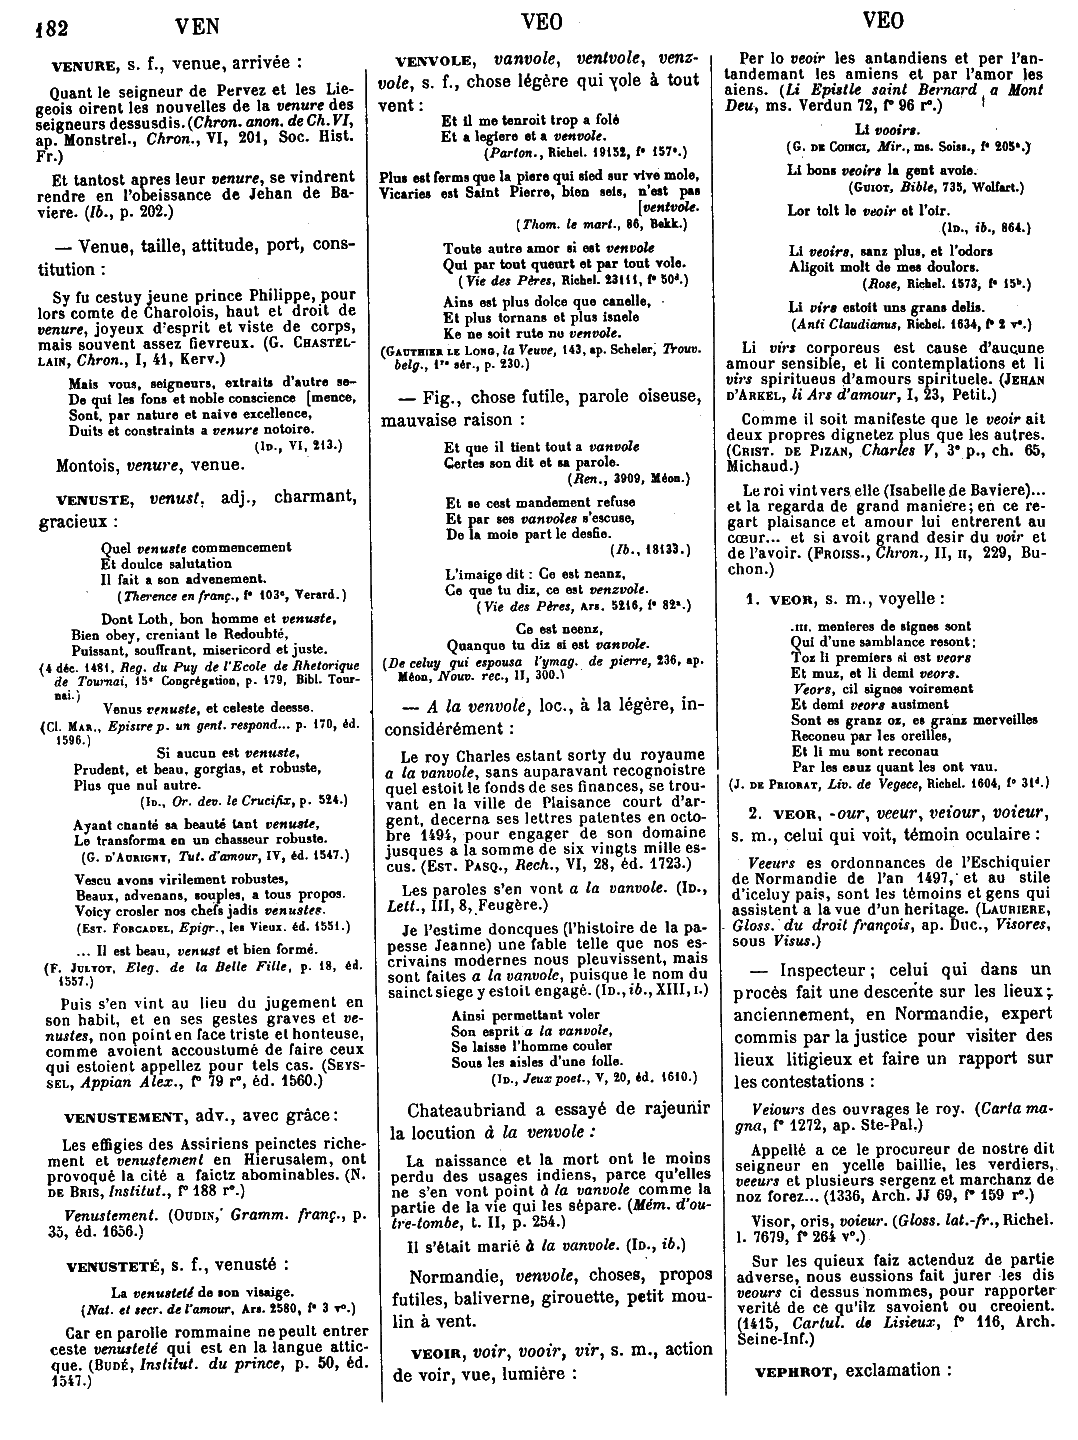 182 VEN VEO VEO
VENURE, s. f., venue, arrivée :
Quant le seigneur de Pervez et les Lie-
geois oirent les nouvelles de la venure des
seigneurs dessusdis. (Chron. anon. de Ch. VI,
ap. Monstrel., Chron., VI, 201, Soc. Hist.
Fr.)
Et tantost apres leur venure, se vindrent
rendre en l'obeissance de Jehan de Ba-
viere. (Ib., p. 202.)
— Venue, taille, attitude, port, cons-
titution :
Sy fu cestuy jeune prince Philippe, pour
lors comte de Charolois, haut et droit de
venure, joyeux d'esprit et viste de corps,
mais souvent assez fievreux. (G. CHASTEL-
LAIN, Chron., I, 41, Kerv.)
Mais vous, seigneurs, extraits d'autre se-
De qui les fons et noble conscience [mence,
Sont, par nature et naive excellence,
Duits et constraints a venure notoire.
(ID., VI, 213.)
Montois, venure, venue.
VENUSTE, venust, adj., charmant,
gracieux :
Quel venuste commencement
Et doulce salutation
Il fait a son advenement.
(Therence en franç., f° 103c, Verard.)
Dont Loth, bon homme et venuste,
Bien obey, creniant le Redoubté,
Puissant, souffrant, misericord et juste.
(4 déc. 1481, Reg. du Puy de l'Ecole de Rhetorique
de Tournai, 15e Congrégation, p. 179, Bibl. Tour-
nai.)
Venus venuste, et celeste deesse.
(Cl. MAR., Epistre p. un gent. respond... p. 170, éd.
1596.)
Si aucun est venuste,
Prudent, et beau, gorgias, et robuste,
Plus que nul autre.
(ID., Or. dev. le Crucifix, p. 524.)
Ayant chanté sa beauté tant venuste,
Le transforma en un chasseur robuste.
(G. D'AURIGNY, Tut. d'amour, IV, éd. 1547.)
Vescu avons virilement robustes,
Beaux, advenans, souples, a tous propos.
Voicy crosler nos chefs jadis venustes.
(EST. FORCADEL, Epigr., les Vieux. éd. 1551.)
... Il est beau, venust et bien formé.
(F. JULYOT, Eleg. de la Belle Fille, p. 18, éd.
1557.)
Puis s'en vint au lieu du jugement en
son habit, et en ses gestes graves et ve-
nustes, non point en face triste et honteuse,
comme avoient accoustumé de faire ceux
qui estoient appellez pour tels cas. (SEYS-
SEL, Appian Alex., f° 79 r°, éd. 1560.)
VENUSTEMENT, adv., avec grâce :
Les effigies des Assiriens peinctes riche-
ment et venustement en Hierusalem, ont
provoqué la cité a faictz abominables. (N.
DE BRIS, Institut., f° 188 r°.)
Venustement. (OUDIN, Gramm. franç., p.
35, éd. 1656.)
VENUSTETÉ, s. f., venusté :
La venusteté de son visaige.
(Nat. et secr. de l'amour, Ars. 2580, f° 3 v°.)
Car en parolle rommaine ne peult entrer
ceste venusteté qui est en la langue attic-
que. (BUDÉ, Institut. du prince, p. 50, éd.
1547.)
VENVOLE, vanvole, ventvole, venz-
vole, s. f., chose légère qui vole à tout
vent :
Et il me tenroit trop a folé
Et a legiere et a venvole.
(Parton., Richel. 19152, f° 157a.)
Plus est ferms que la piere qui sied sur vive mole,
Vicaries est Saint Pierre, bien seis, n'est pas
[ventvole.
(Thom. le mart., 86, Bekk.)
Toute autre amor si est venvole
Qui par tout queurt et par tout vole.
(Vie des Pères, Richel. 23111, f° 50d.)
Ains est plus dolce que canelle,
Et plus tornans et plus isnele
Ke ne soit rute nu venvole.
(GAUTHIER LE LONG, la Veuve, 143, ap. Scheler, Trouv.
belg., 1re sér., p. 230.)
— Fig., chose futile, parole oiseuse,
mauvaise raison :
Et que il tient tout a vanvole
Certes son dit et sa parole.
(Ren., 3909, Méon.)
Et se cest mandement refuse
Et par ses vanvoles s'escuse,
De la moie part le desfie.
(Ib., 18133.)
L'imaige dit : Ce est neanz,
Ce que tu diz, ce est venzvole.
(Vie des Pères, Ars. 5216, f° 82a.)
Ce est neenz,
Quanque tu diz si est vanvole.
(De celuy qui espousa l'ymag. de pierre, 236, ap.
Méon, Nouv. rec., II, 300.)
— A la venvole, loc., à la légère, in-
considérément :
Le roy Charles estant sorty du royaume
a la vanvole, sans auparavant recognoistre
quel estoit le fonds de ses finances, se trou-
vant en la ville de Plaisance court d'ar-
gent, decerna ses lettres patentes en octo-
bre 1494, pour engager de son domaine
jusques a la somme de six vingts mille es-
cus. (EST. PASQ., Rech., VI, 28, éd. 1723.)
Les paroles s'en vont a la vanvole. (ID.,
Lett., III, 8, Feugère.)
Je l'estime doncques (l'histoire de la pa-
pesse Jeanne) une fable telle que nos es-
crivains modernes nous pleuvissent, mais
sont faites a la vanvole, puisque le nom du
sainct siege y estoit engagé. (ID., ib., XIII, I.)
Ainsi permettant voler
Son esprit a la vanvole,
Se laisse l'homme couler
Sous les aisles d'une folle.
(ID., Jeux poet., V, 20, éd. 1610.)
Chateaubriand a essayé de rajeunir
la locution à la venvole :
La naissance et la mort ont le moins
perdu des usages indiens, parce qu'elles
ne s'en vont point à la vanvole comme la
partie de la vie qui les sépare. (Mém. d'ou-
tre-tombe, t. II, p. 254.)
Il s'était marié à la vanvole. (ID., ib.)
Normandie, venvole, choses, propos
futiles, baliverne, girouette, petit mou-
lin à vent.
VEOIR, voir, vooir, vir, s. m., action
de voir, vue, lumière :
Per lo veoir les antandiens et per l'an-
tandemant les amiens et par l'amor les
aiens. (Li Epistle saint Bernard a Mont
Deu, ms. Verdun 72, f° 96 r°.)
Li vooirs.
(G. DE COINCI, Mir., ms. Soiss., f° 205a.)
Li bons veoirs la gent avoie.
(GUIOT, Bible, 735, Wolfart.)
Lor tolt le veoir et l'oir.
(ID., ib., 864.)
Li veoirs, sanz plus, et l'odors
Aligoit molt de mes doulors.
(Rose, Richel. 1573, f° 15b.)
Li virs estoit uns grans delis.
(Anti Claudianus, Richel. 1634, f° 2 v°.)
Li virs corporeus est cause d'aucune
amour sensible, et li contemplations et li
virs spiritueus d'amours spirituele. (JEHAN
D'ARKEL, li Ars d'amour, I, 23, Petit.)
Comme il soit manifeste que le veoir ait
deux propres dignetez plus que les autres.
(CRIST. DE PIZAN, Charles V, 3e p., ch. 65,
Michaud.)
Le roi vint vers elle (Isabelle de Baviere)...
et la regarda de grand maniere; en ce re-
gart plaisance et amour lui entrerent au
cœur... et si avoit grand desir du voir et
de l'avoir. (FROISS., Chron., II, II, 229, Bu-
chon.)
1. VEOR, s. m., voyelle :
.III. menieres de signes sont
Qui d'une samblance resont;
Toz li premiers si est veors
Et muz, et li demi veors.
Veors, cil signes voirement
Et demi veors ausiment
Sont es granz oz, es granz merveilles
Reconeu par les oreilles,
Et li mu sont reconau
Par les eauz quant les ont vau.
(J. DE PRIORAT, Liv. de Vegece, Richel. 1604, f° 31d.)
2. VEOR, -our, veeur, veiour, voieur,
s. m., celui qui voit, témoin oculaire :
Veeurs es ordonnances de l'Eschiquier
de Normandie de l'an 1497, et au stile
d'iceluy païs, sont les témoins et gens qui
assistent a la vue d'un heritage. (LAURIERE,
Gloss. du droit françois, ap. Duc., Visores,
sous Visus.)
— Inspecteur ; celui qui dans un
procès fait une descente sur les lieux ;
anciennement, en Normandie, expert
commis par la justice pour visiter des
lieux litigieux et faire un rapport sur
les contestations :
Veiours des ouvrages le roy. (Carta ma-
gna, f° 1272, ap. Ste-Pal.)
Appellé a ce le procureur de nostre dit
seigneur en ycelle baillie, les verdiers,
veeurs et plusieurs sergenz et marchanz de
noz forez... (1336, Arch. JJ 69, f° 159 r°.)
Visor, oris, voieur. (Gloss. lat.-fr., Richel.
l. 7679, f° 264 v°.)
Sur les quieux faiz actenduz de partie
adverse, nous eussions fait jurer les dis
veours ci dessus nommes, pour rapporter
verité de ce qu'ilz savoient ou creoient.
(1415, Cartul. de Lisieux, f° 116, Arch.
Seine-Inf.)
VEPHROT, exclamation :